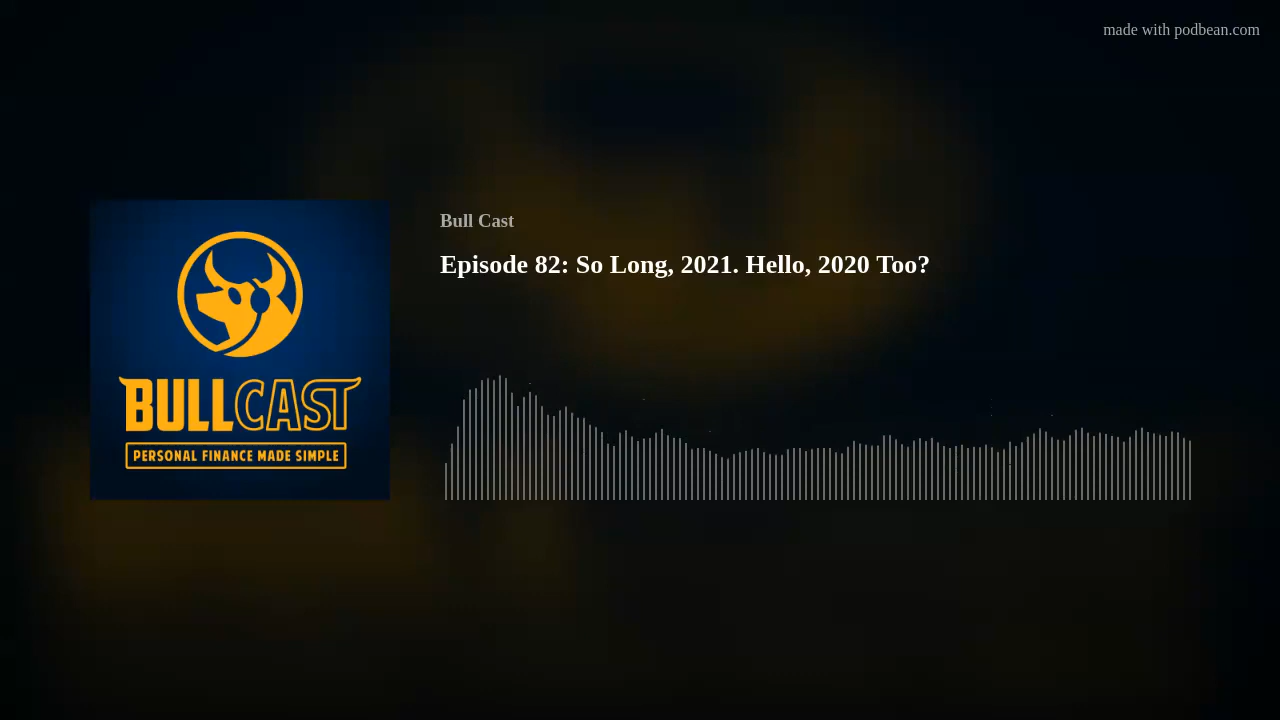 made with podbean.com
Bull Cast
Episode 82: So Long, 2021. Hello, 2020 Too?
BULLCAST
PERSONAL FINANCE MADE SIMPLE